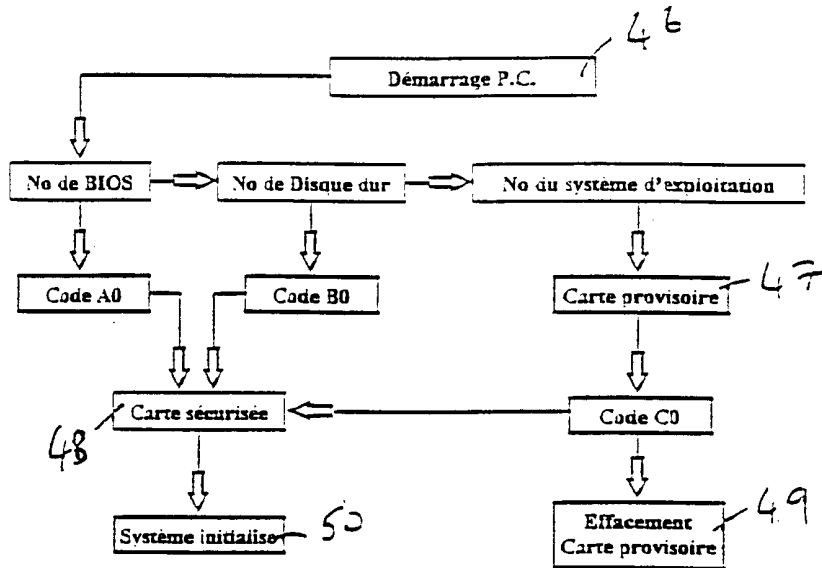 46
Démarrage P.C.
No de BIOS
No de Disque dur
No du système d'exploitation
Code A0
Code B0
Carte provisoire
47
Carte sécurisée
48
Code C0
Système initialise
50
Effacement
Carte provisoire
49